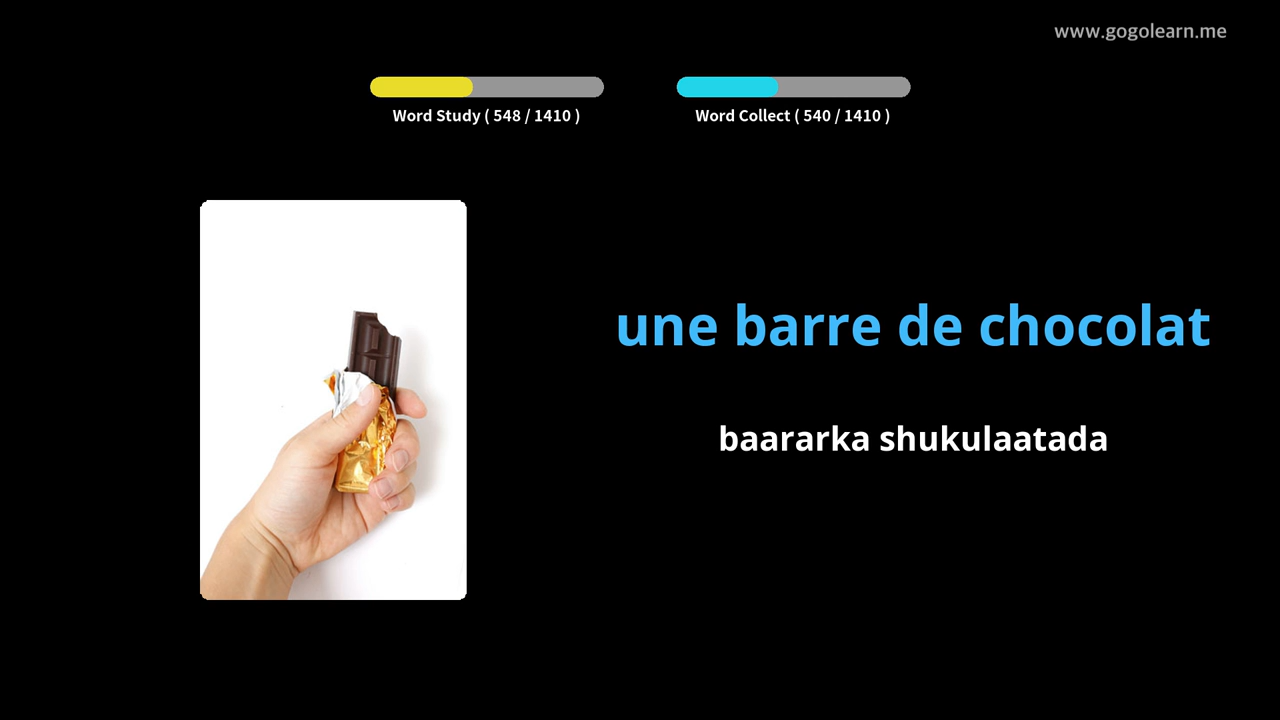 www.gogolearn.me
Word Study ( 548 / 1410 )
Word Collect ( 540 / 1410 )
une barre de chocolat
baararka shukulaatada